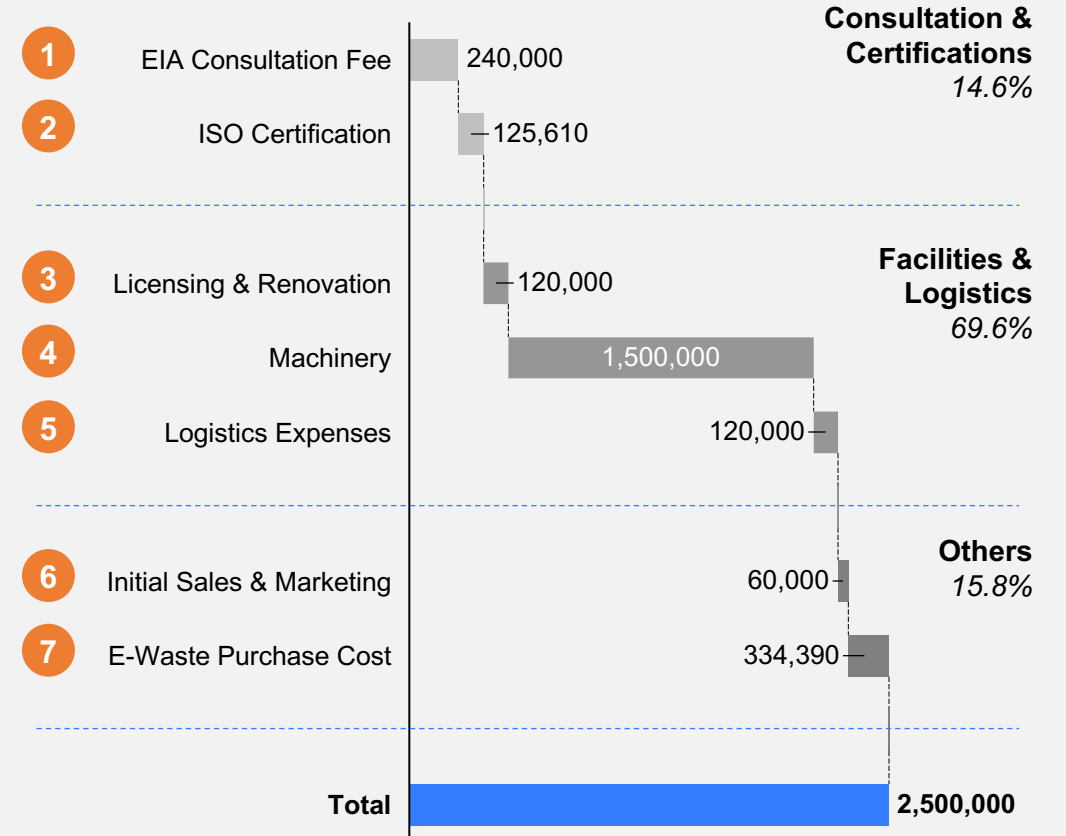 Consultation &
Certifications
14.6%
1 EIA Consultation Fee 240,000
2 ISO Certification 125,610
Facilities &
Logistics
69.6%
3 Licensing & Renovation 120,000
4 Machinery 1,500,000
5 Logistics Expenses 120,000
Others
15.8%
6 Initial Sales & Marketing 60,000
7 E-Waste Purchase Cost 334,390
Total 2,500,000